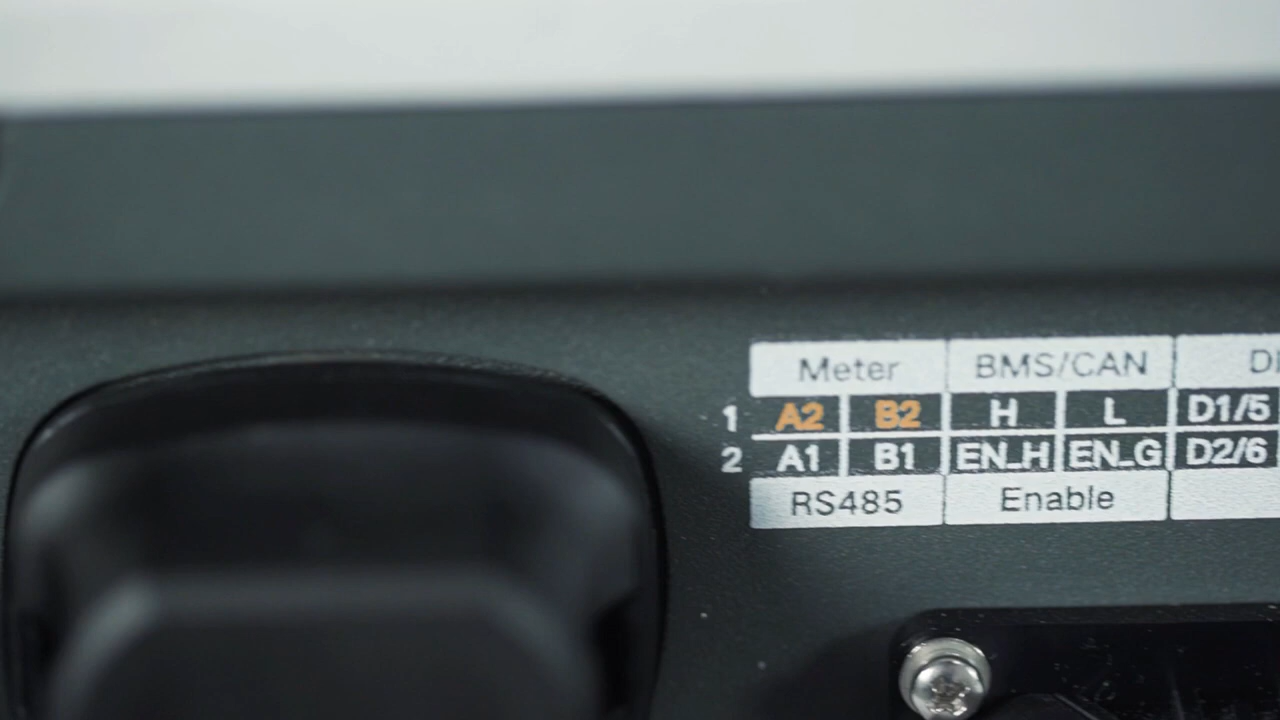 Meter BMS/CAN
1 A2 B2 H L D1/5
2 A1 B1 EN_H EN_G D2/6
RS485 Enable